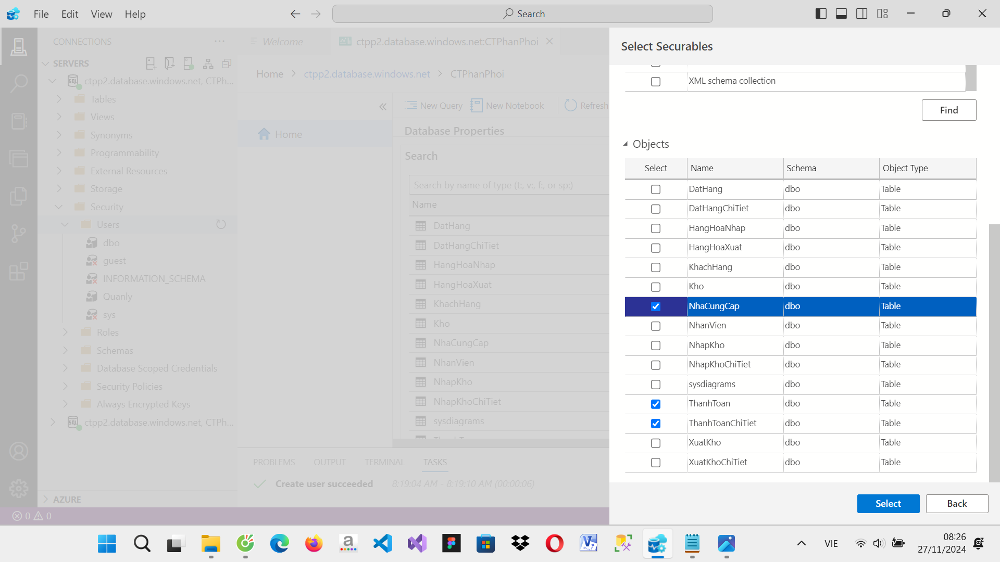 File Edit View Help
Search
CONNECTIONS
Welcome
ctpp2.database.windows.net:CTPhanPhoi
SERVERS
ctpp2.database.windows.net, CTPh...
Tables
Views
Synonyms
Programmability
External Resources
Storage
Security
Users
dbo
guest
INFORMATION_SCHEMA
Quanly
sys
Roles
Schemas
Database Scoped Credentials
Security Policies
Always Encrypted Keys
ctpp2.database.windows.net, CTPh...
AZURE
0 0
Home > ctpp2.database.windows.net > CTPhanPhoi
New Query New Notebook Refresh
Home
Database Properties
Search
Search by name of type (t:, v:, f:, or sp:)
Name
DatHang
DatHangChiTiet
HangHoaNhap
HangHoaXuat
KhachHang
Kho
NhaCungCap
NhanVien
NhapKho
NhapKhoChiTiet
sysdiagrams
PROBLEMS OUTPUT TERMINAL TASKS
Create user succeeded 8:19:04 AM - 8:19:10 AM (00:00:06)
Select Securables
XML schema collection
Find
Objects
Select Name Schema Object Type
DatHang dbo Table
DatHangChiTiet dbo Table
HangHoaNhap dbo Table
HangHoaXuat dbo Table
KhachHang dbo Table
Kho dbo Table
NhaCungCap dbo Table
NhanVien dbo Table
NhapKho dbo Table
NhapKhoChiTiet dbo Table
sysdiagrams dbo Table
ThanhToan dbo Table
ThanhToanChiTiet dbo Table
XuatKho dbo Table
XuatKhoChiTiet dbo Table
Select Back
VIE
08:26
27/11/2024